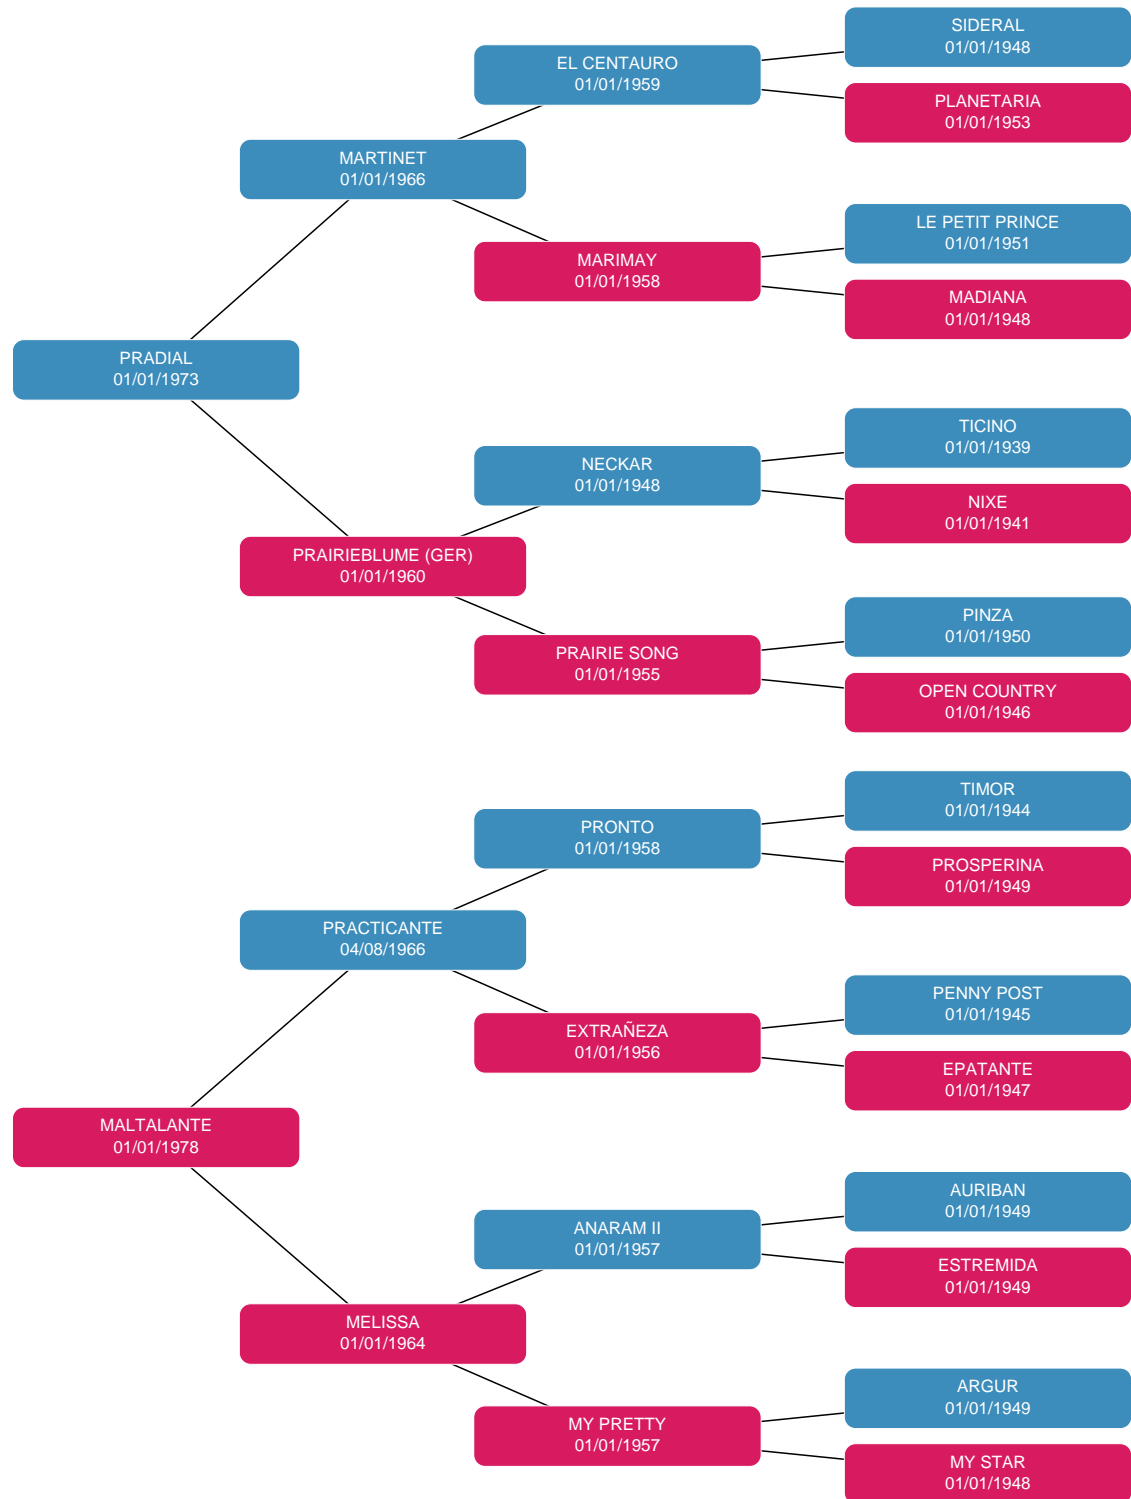 SIDERAL
01/01/1948
EL CENTAURO
01/01/1959
PLANETARIA
01/01/1953
MARTINET
01/01/1966
LE PETIT PRINCE
01/01/1951
MARIMAY
01/01/1958
MADIANA
01/01/1948
PRADIAL
01/01/1973
TICINO
01/01/1939
NECKAR
01/01/1948
NIXE
01/01/1941
PRAIRIEBLUME (GER)
01/01/1960
PINZA
01/01/1950
PRAIRIE SONG
01/01/1955
OPEN COUNTRY
01/01/1946
TIMOR
01/01/1944
PRONTO
01/01/1958
PROSPERINA
01/01/1949
PRACTICANTE
04/08/1966
PENNY POST
01/01/1945
EXTRAÑEZA
01/01/1956
EPATANTE
01/01/1947
MALTALANTE
01/01/1978
AURIBAN
01/01/1949
ANARAM II
01/01/1957
ESTREMIDA
01/01/1949
MELISSA
01/01/1964
ARGUR
01/01/1949
MY PRETTY
01/01/1957
MY STAR
01/01/1948